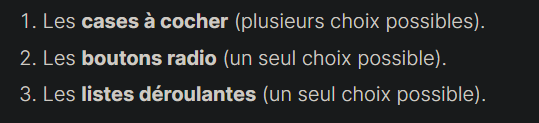 1. Les cases à cocher (plusieurs choix possibles).
2. Les boutons radio (un seul choix possible).
3. Les listes déroulantes (un seul choix possible).